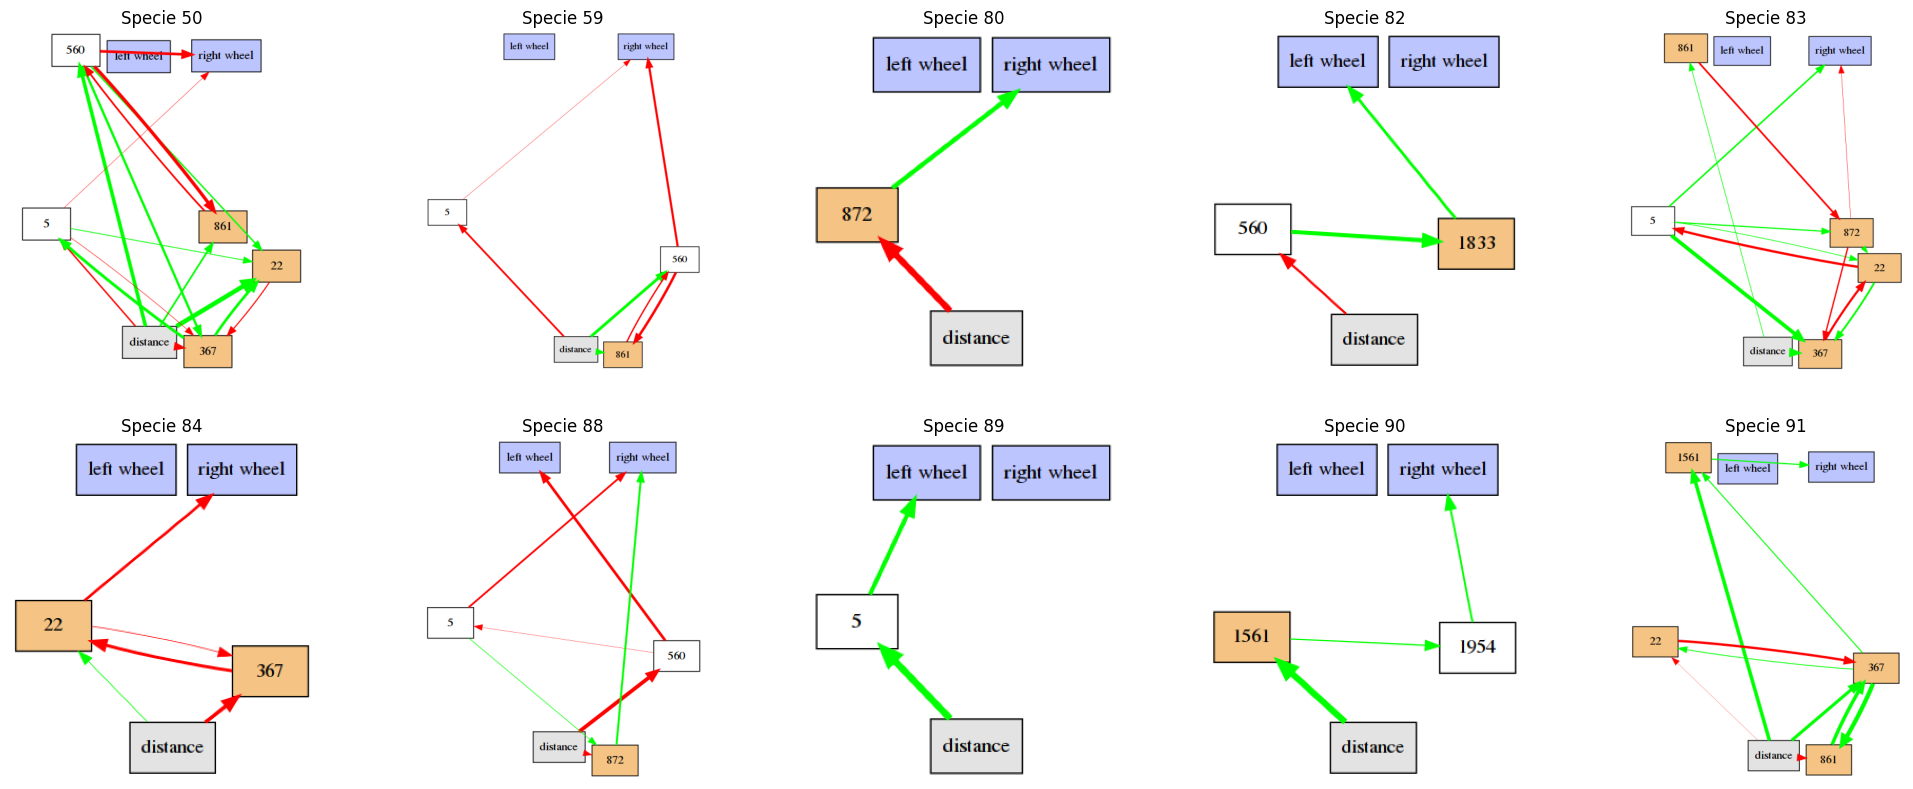 Specie 50
560
left wheel
right wheel
5
861
22
distance
367
Specie 59
left wheel
right wheel
5
560
distance
861
Specie 80
left wheel
right wheel
872
distance
Specie 82
left wheel
right wheel
560
1833
distance
Specie 83
861
left wheel
right wheel
5
872
22
distance
367
Specie 84
left wheel
right wheel
22
367
distance
Specie 88
left wheel
right wheel
5
560
distance
872
Specie 89
left wheel
right wheel
5
distance
Specie 90
left wheel
right wheel
1561
1954
distance
Specie 91
1561
left wheel
right wheel
22
367
distance
861